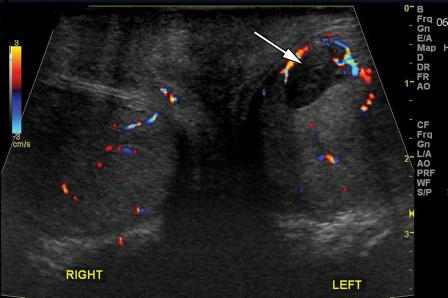 0
B
Frq 06
Gn
E/A
Map H
D
DR
FR
AO
1
CF
Frq
Gn
L/A
AO
PRF
WF
S/P
2
3
3
-3
cm/s
RIGHT
LEFT